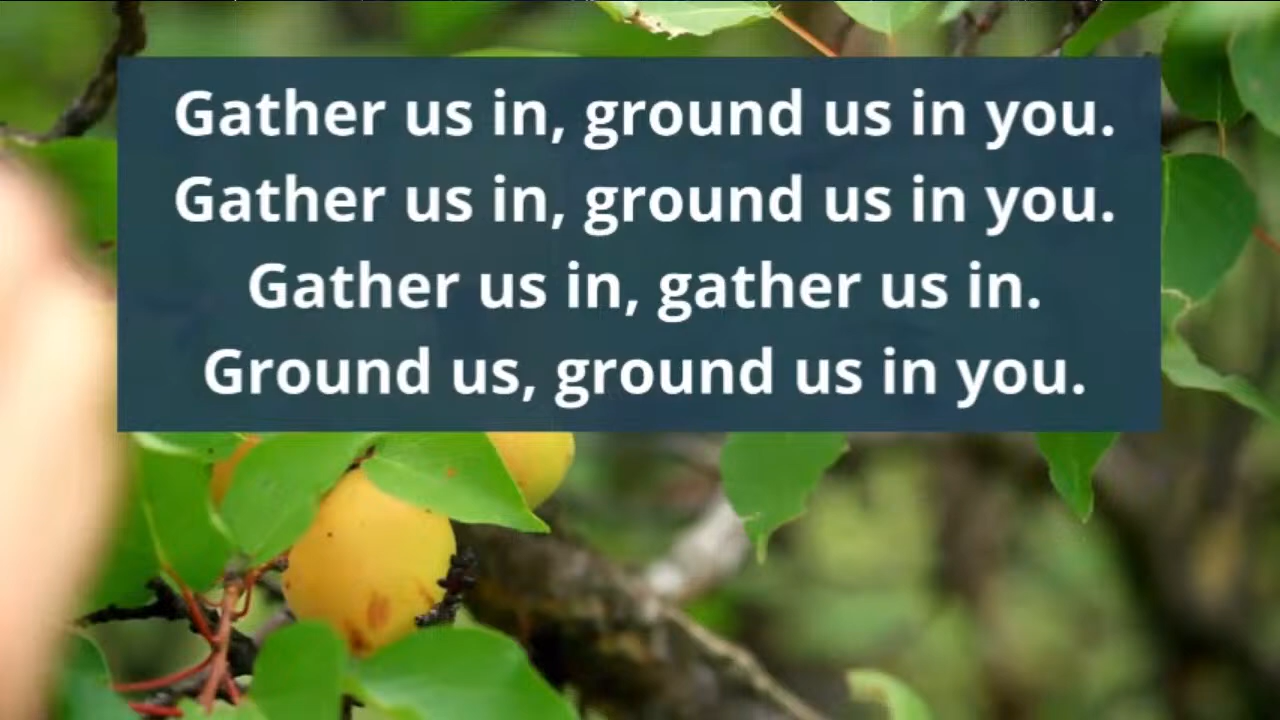 Gather us in, ground us in you.
Gather us in, ground us in you.
Gather us in, gather us in.
Ground us, ground us in you.